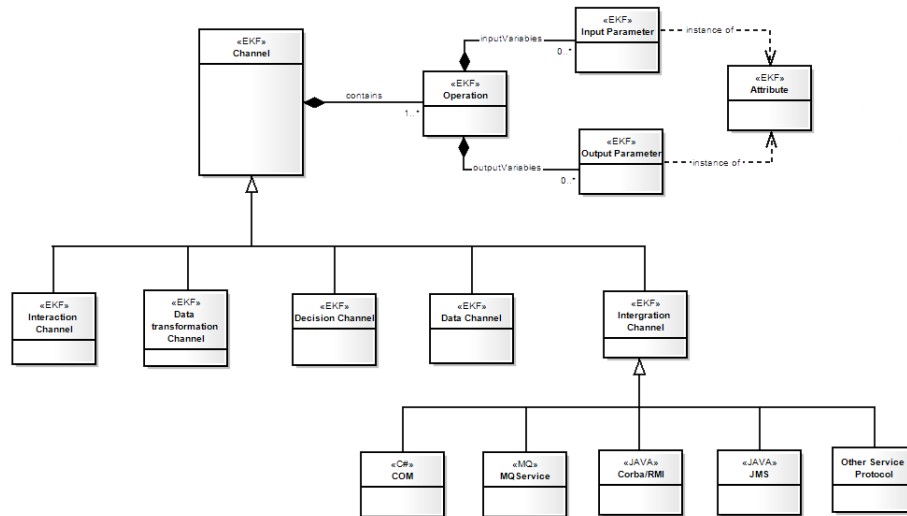 «EKF»
Channel
contains
1..*
«EKF»
Operation
inputVariables
0..*
«EKF»
Input Parameter
instance of
«EKF»
Attribute
outputVariables
0..*
«EKF»
Output Parameter
instance of
«EKF»
Interaction
Channel
«EKF»
Data
transformation
Channel
«EKF»
Decision Channel
«EKF»
Data Channel
«EKF»
Intergration
Channel
«C#»
COM
«MQ»
MQService
«JAVA»
Corba/RMI
«JAVA»
JMS
Other Service
Protocol